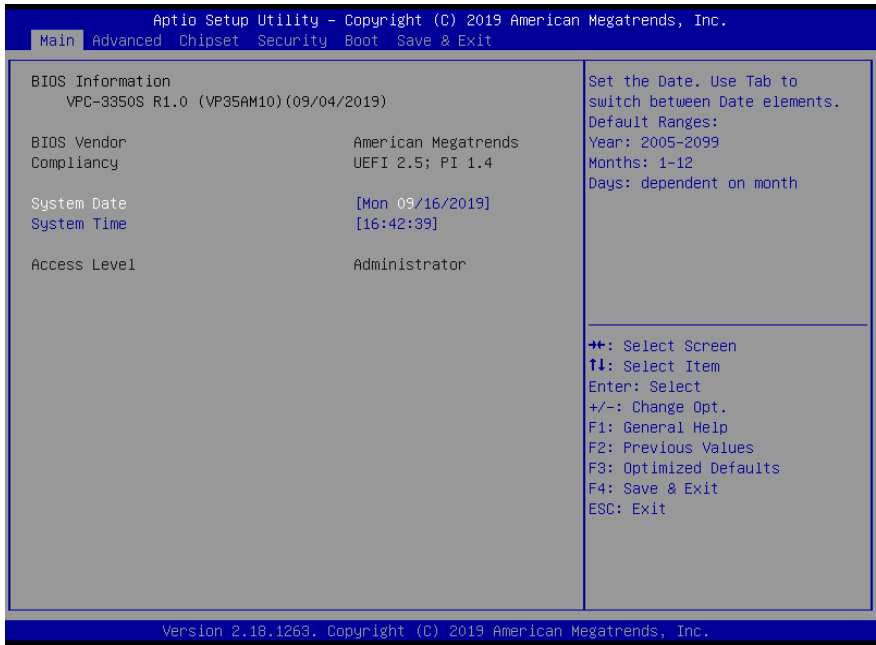 Aptio Setup Utility – Copyright (C) 2019 American Megatrends, Inc.
Main Advanced Chipset Security Boot Save & Exit
BIOS Information
VPC-3350S R1.0 (VP35AM10)(09/04/2019)
BIOS Vendor American Megatrends
Compliancy UEFI 2.5; PI 1.4
System Date [Mon 09/16/2019]
System Time [16:42:39]
Access Level Administrator
Set the Date. Use Tab to
switch between Date elements.
Default Ranges:
Year: 2005-2099
Months: 1-12
Days: dependent on month
→←: Select Screen
↑↓: Select Item
Enter: Select
+/-: Change Opt.
F1: General Help
F2: Previous Values
F3: Optimized Defaults
F4: Save & Exit
ESC: Exit
Version 2.18.1263. Copyright (C) 2019 American Megatrends, Inc.